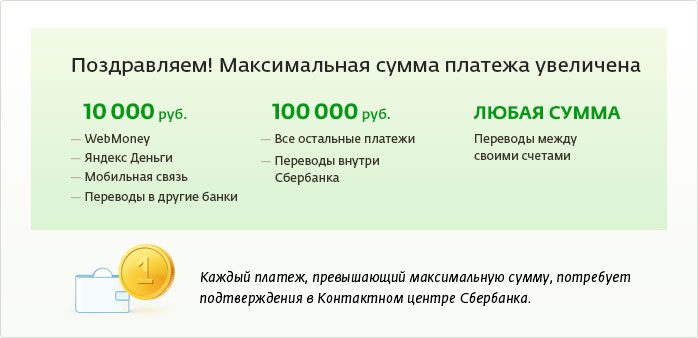 Поздравляем! Максимальная сумма платежа увеличена
10 000 руб.
— WebMoney
— Яндекс Деньги
— Мобильная связь
— Переводы в другие банки
100 000 руб.
— Все остальные платежи
— Переводы внутри
Сбербанка
ЛЮБАЯ СУММА
Переводы между
своими счетами
1
Каждый платеж, превышающий максимальную сумму, потребует
подтверждения в Контактном центре Сбербанка.